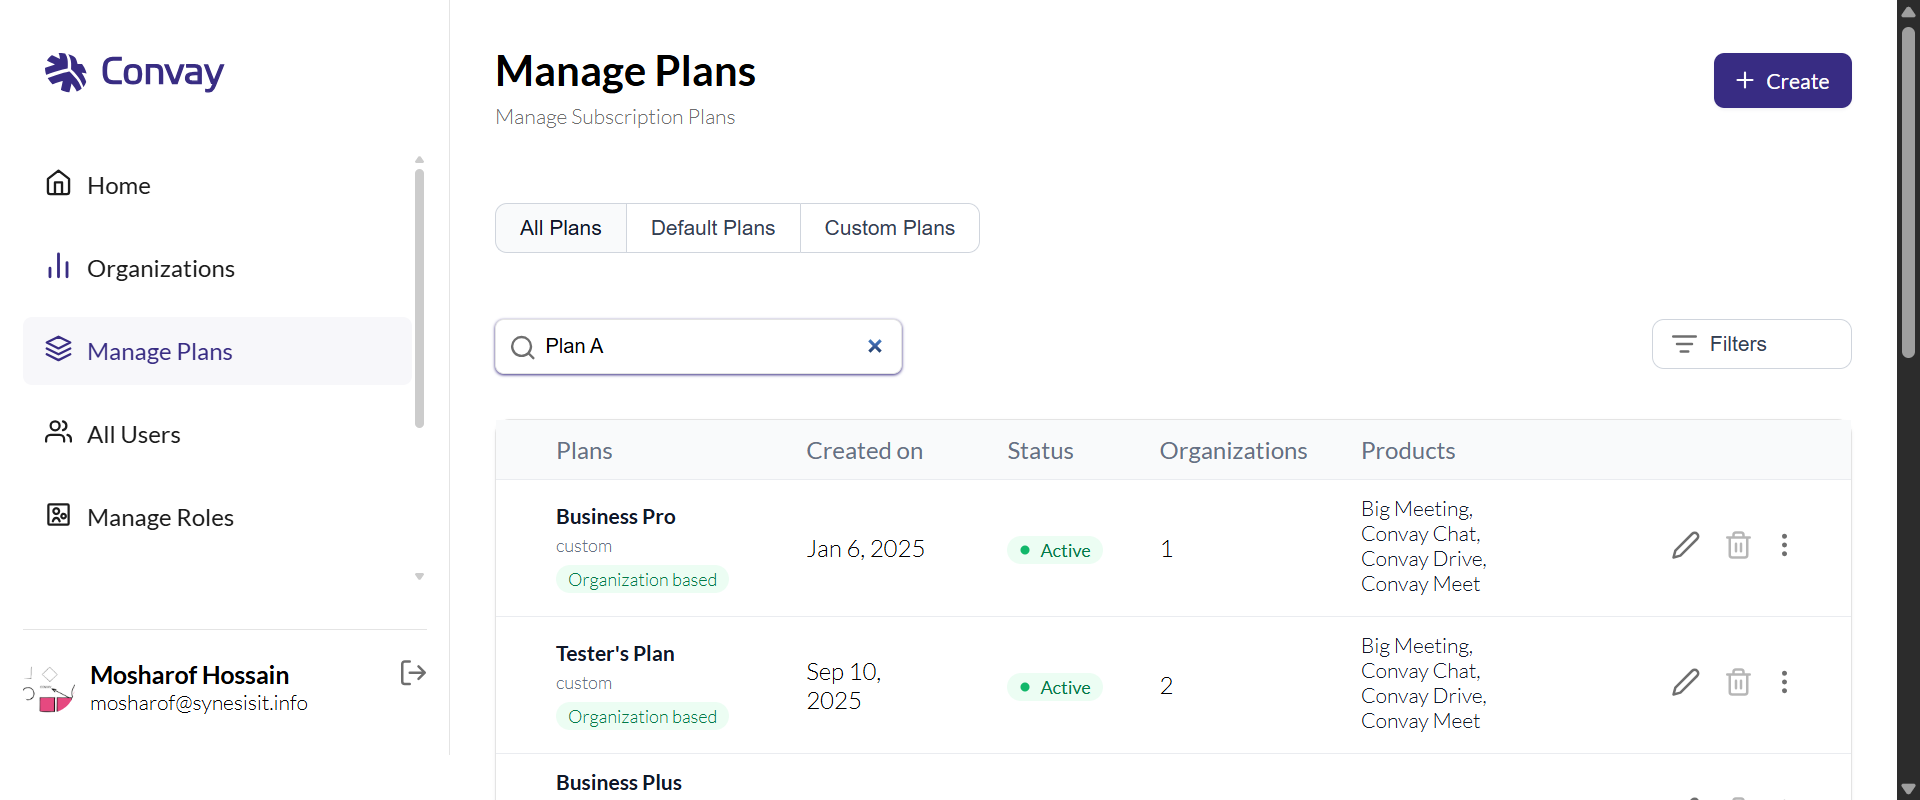 Convay
Home
Organizations
Manage Plans
All Users
Manage Roles
Mosharof Hossain
mosharof@synesisit.info
Manage Plans
Manage Subscription Plans
+ Create
All Plans
Default Plans
Custom Plans
Plan A
Filters
Plans
Created on
Status
Organizations
Products
Business Pro
custom
Organization based
Jan 6, 2025
Active
1
Big Meeting,
Convay Chat,
Convay Drive,
Convay Meet
Tester's Plan
custom
Organization based
Sep 10,
2025
Active
2
Big Meeting,
Convay Chat,
Convay Drive,
Convay Meet
Business Plus